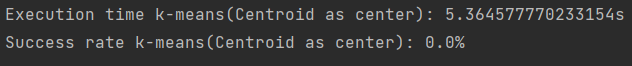 Execution time k-means(Centroid as center): 5.364577770233154s
Success rate k-means(Centroid as center): 0.0%